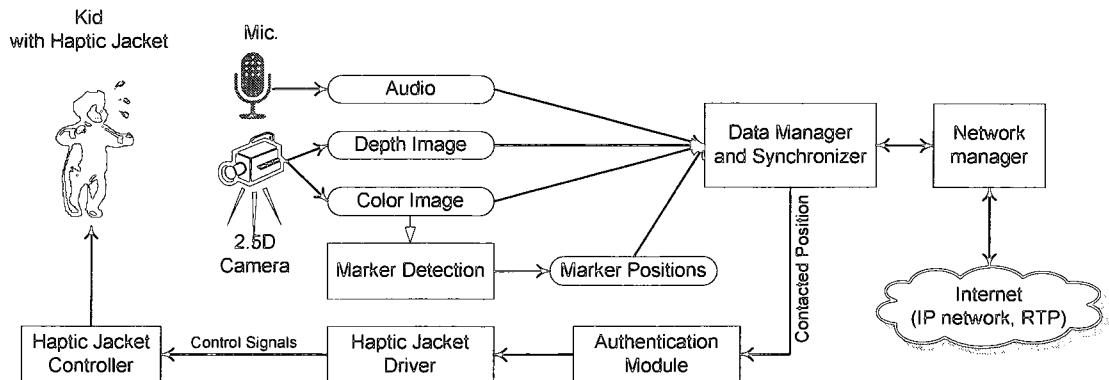 Kid
with Haptic Jacket
Mic.
Audio
Depth Image
Color Image
2.5D
Camera
Marker Detection
Marker Positions
Data Manager
and Synchronizer
Network
manager
Contacted Position
Internet
(IP network, RTP)
Haptic Jacket
Controller
Control Signals
Haptic Jacket
Driver
Authentication
Module